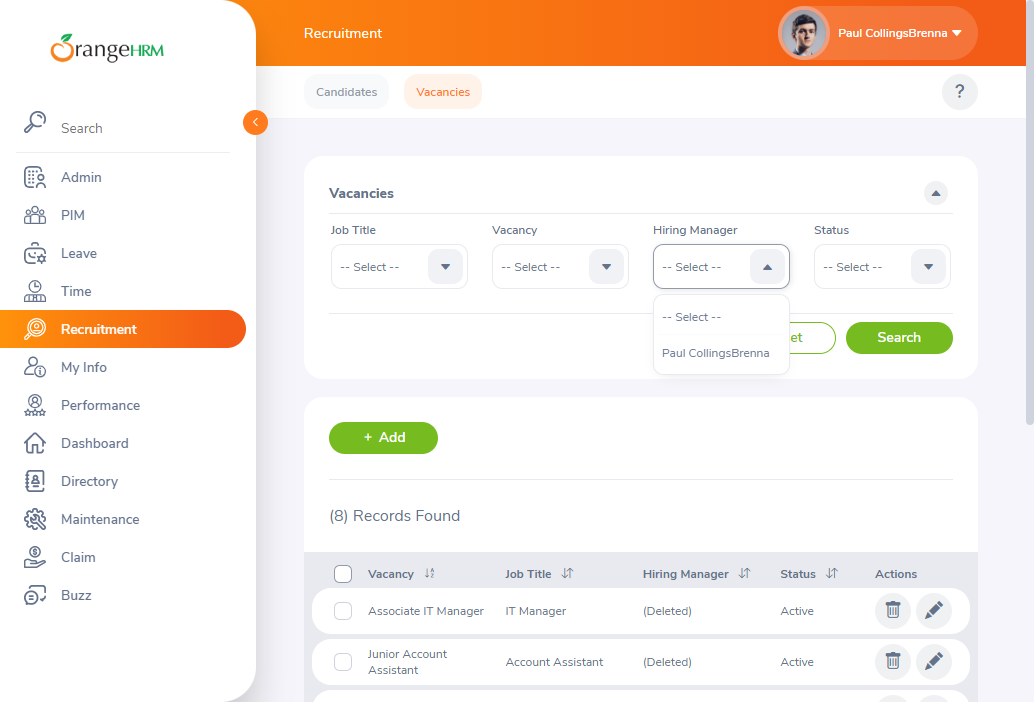 OrangeHRM
Recruitment
Paul CollingsBrenna
Candidates
Vacancies
?
Search
Admin
PIM
Leave
Time
Recruitment
My Info
Performance
Dashboard
Directory
Maintenance
Claim
Buzz
Vacancies
Job Title
Vacancy
Hiring Manager
Status
-- Select --
-- Select --
-- Select --
-- Select --
-- Select --
Paul CollingsBrenna
et
Search
+ Add
(8) Records Found
Vacancy
Job Title
Hiring Manager
Status
Actions
Associate IT Manager
IT Manager
(Deleted)
Active
Junior Account
Assistant
Account Assistant
(Deleted)
Active